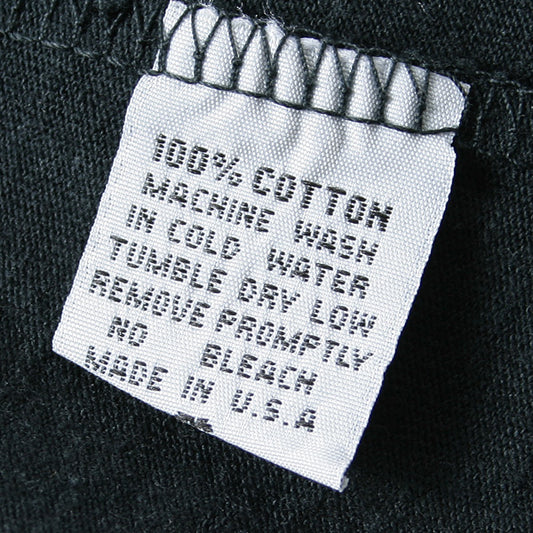 100% COTTON
MACHINE WASH
IN COLD WATER
TUMBLE DRY LOW
REMOVE PROMPTLY
NO BLEACH
MADE IN U.S.A